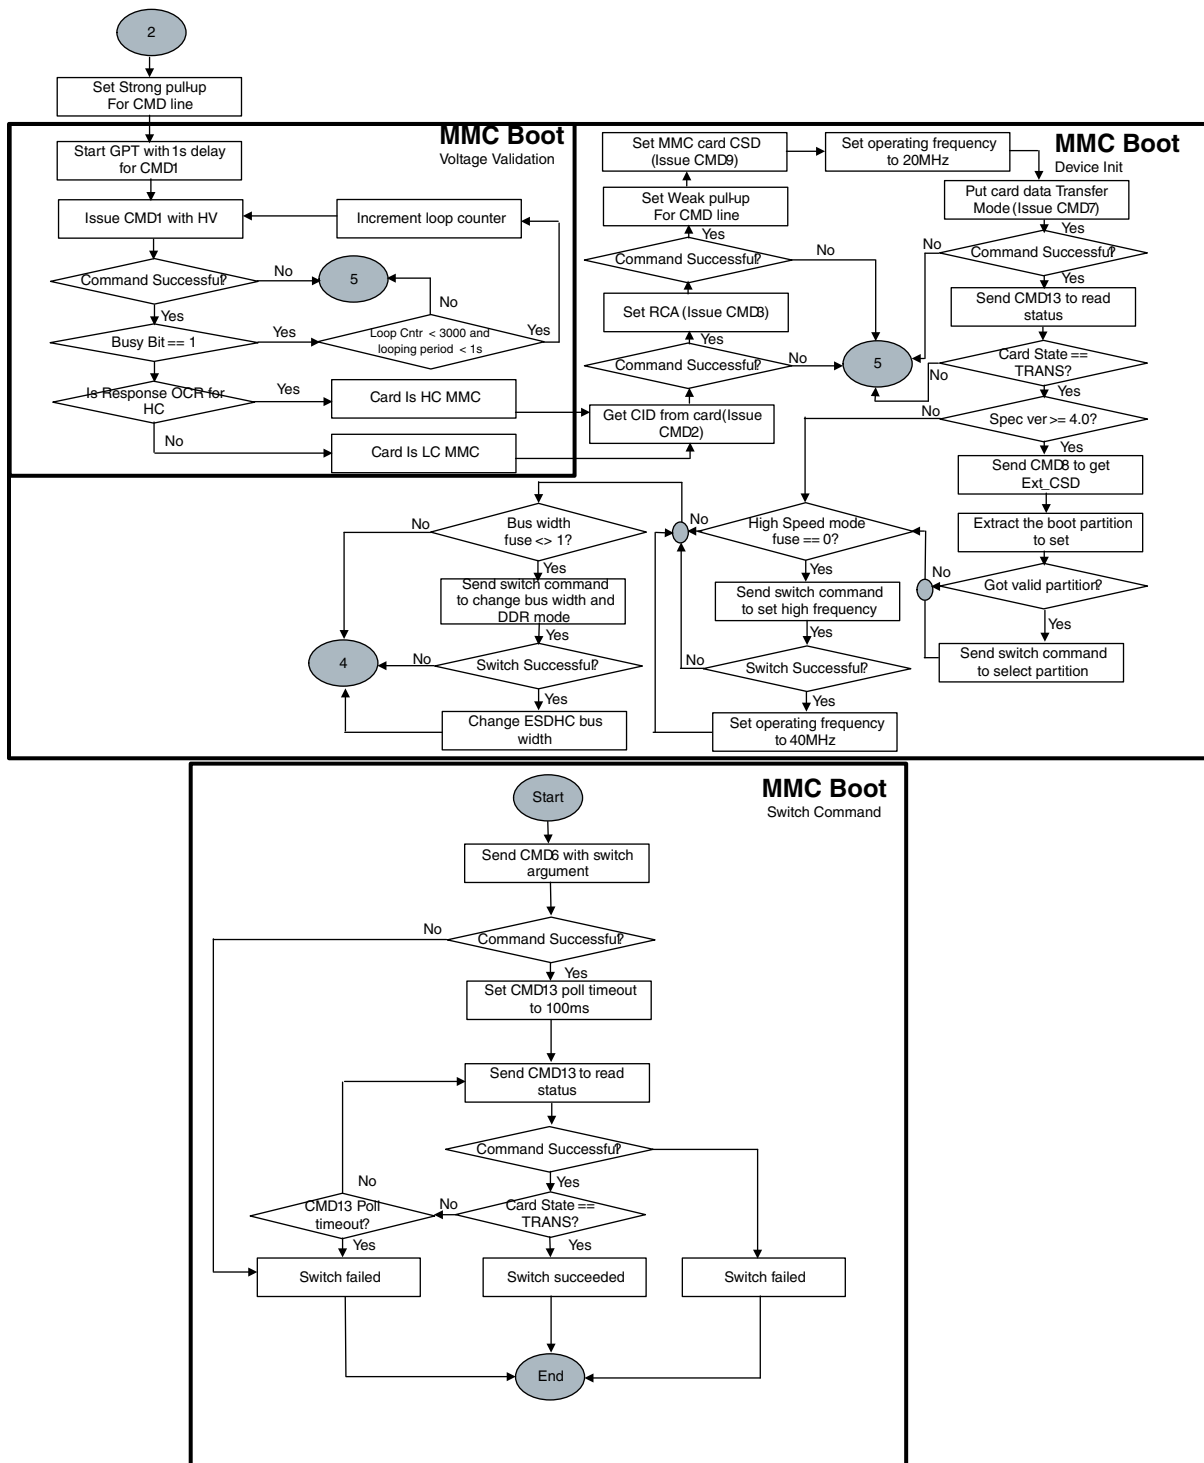 2
Set Strong pull-up
For CMD line
MMC Boot
Voltage Validation
Start GPT with 1s delay
for CMD1
Issue CMD1 with HV
Increment loop counter
Command Successful?
No
5
Yes
No
Busy Bit == 1
Yes
Loop Cntr < 3000 and
looping period < 1s
Yes
Is Response OCR for
HC
Yes
Card Is HC MMC
No
Card Is LC MMC
MMC Boot
Device Init
Set MMC card CSD
(Issue CMD9)
Set operating frequency
to 20MHz
Set Weak pull-up
For CMD line
Put card data Transfer
Mode (Issue CMD7)
Yes
Yes
Command Successful?
No
No
Command Successful?
Yes
Set RCA (Issue CMD3)
Send CMD13 to read
status
Yes
Command Successful?
No
5
No
Card State ==
TRANS?
Yes
Get CID from card(Issue
CMD2)
No
Spec ver >= 4.0?
Yes
Send CMD8 to get
Ext_CSD
No
Bus width
fuse <> 1?
No
High Speed mode
fuse == 0?
Extract the boot partition
to set
Yes
Yes
No
Got valid partition?
Send switch command
to change bus width and
DDR mode
Send switch command
to set high frequency
Yes
Yes
Yes
4
No
Switch Successful?
No
Switch Successful?
Send switch command
to select partition
Yes
Yes
Change ESDHC bus
width
Set operating frequency
to 40MHz
MMC Boot
Switch Command
Start
Send CMD6 with switch
argument
No
Command Successful?
Yes
Set CMD13 poll timeout
to 100ms
Send CMD13 to read
status
Command Successful?
No
Yes
CMD13 Poll
timeout?
No
Card State ==
TRANS?
Yes
Yes
Switch failed
Switch succeeded
Switch failed
End